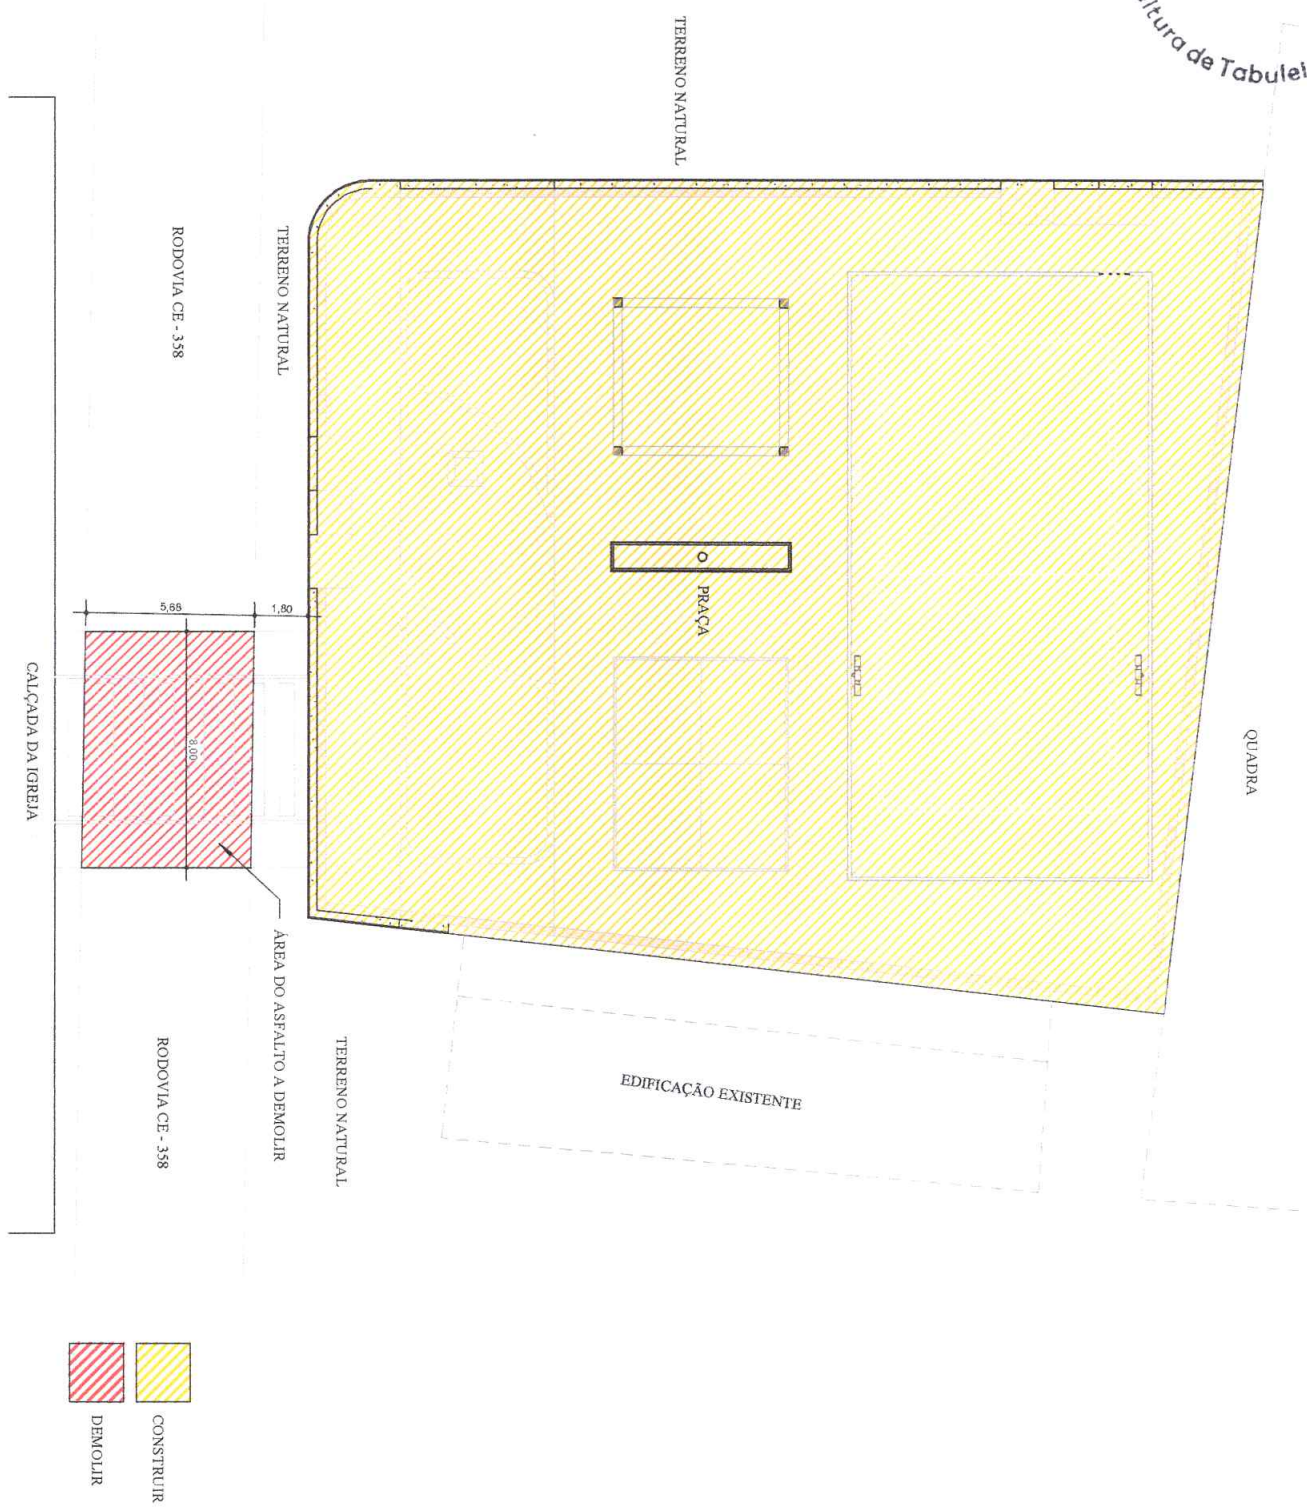 de Tabulei
TERRENO NATURAL
QUADRA
PRAÇA
EDIFICAÇÃO EXISTENTE
TERRENO NATURAL
TERRENO NATURAL
1,80
5,68
8,00
ÁREA DO ASFALTO A DEMOLIR
RODOVIA CE - 358
RODOVIA CE - 358
CALÇADA DA IGREJA
CONSTRUIR
DEMOLIR